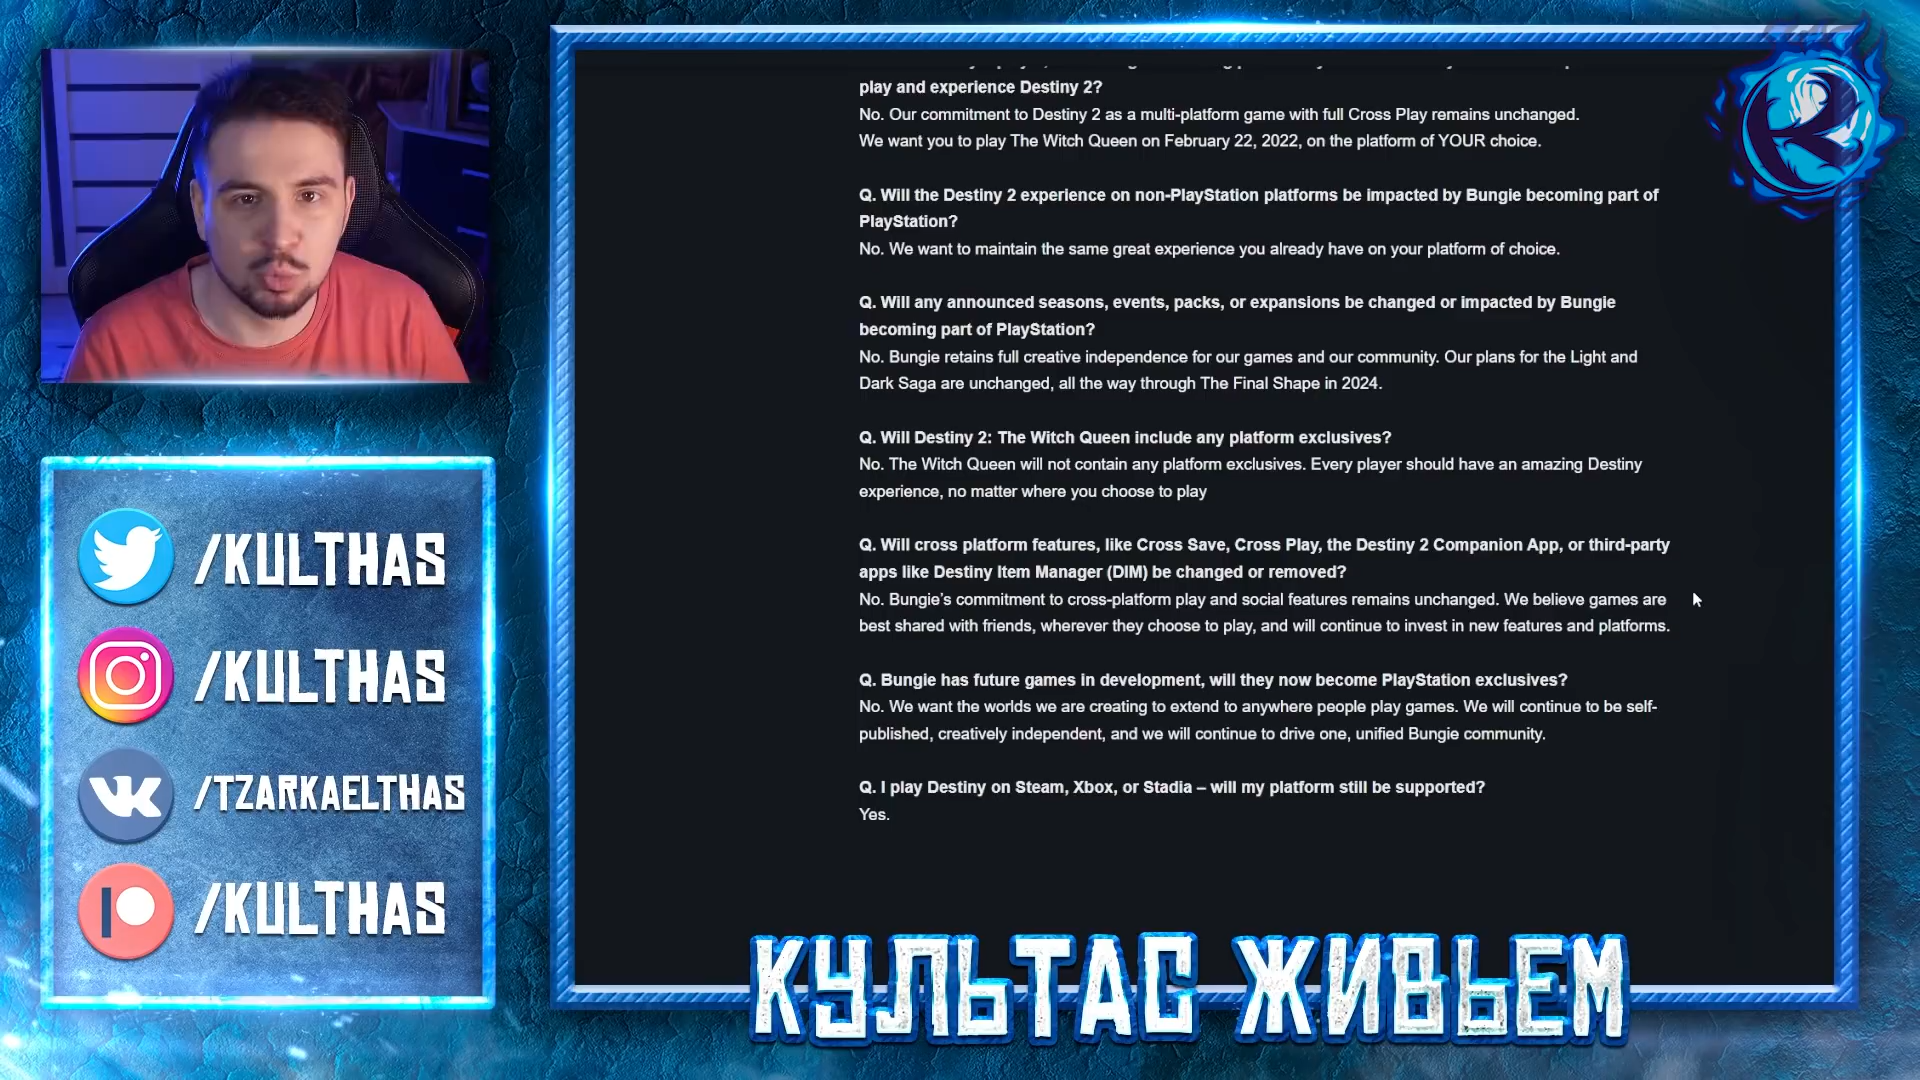 play and experience Destiny 2?
No. Our commitment to Destiny 2 as a multi-platform game with full Cross Play remains unchanged.
We want you to play The Witch Queen on February 22, 2022, on the platform of YOUR choice.
Q. Will the Destiny 2 experience on non-PlayStation platforms be impacted by Bungie becoming part of
PlayStation?
No. We want to maintain the same great experience you already have on your platform of choice.
Q. Will any announced seasons, events, packs, or expansions be changed or impacted by Bungie
becoming part of PlayStation?
No. Bungie retains full creative independence for our games and our community. Our plans for the Light and
Dark Saga are unchanged, all the way through The Final Shape in 2024.
Q. Will Destiny 2: The Witch Queen include any platform exclusives?
No. The Witch Queen will not contain any platform exclusives. Every player should have an amazing Destiny
experience, no matter where you choose to play
Q. Will cross platform features, like Cross Save, Cross Play, the Destiny 2 Companion App, or third-party
apps like Destiny Item Manager (DIM) be changed or removed?
No. Bungie’s commitment to cross-platform play and social features remains unchanged. We believe games are
best shared with friends, wherever they choose to play, and will continue to invest in new features and platforms.
Q. Bungie has future games in development, will they now become PlayStation exclusives?
No. We want the worlds we are creating to extend to anywhere people play games. We will continue to be self-
published, creatively independent, and we will continue to drive one, unified Bungie community.
Q. I play Destiny on Steam, Xbox, or Stadia – will my platform still be supported?
Yes.
/KULTHAS
/KULTHAS
/TZARKAELTHAS
/KULTHAS
КУЛЬТАС ЖИВЬЕМ